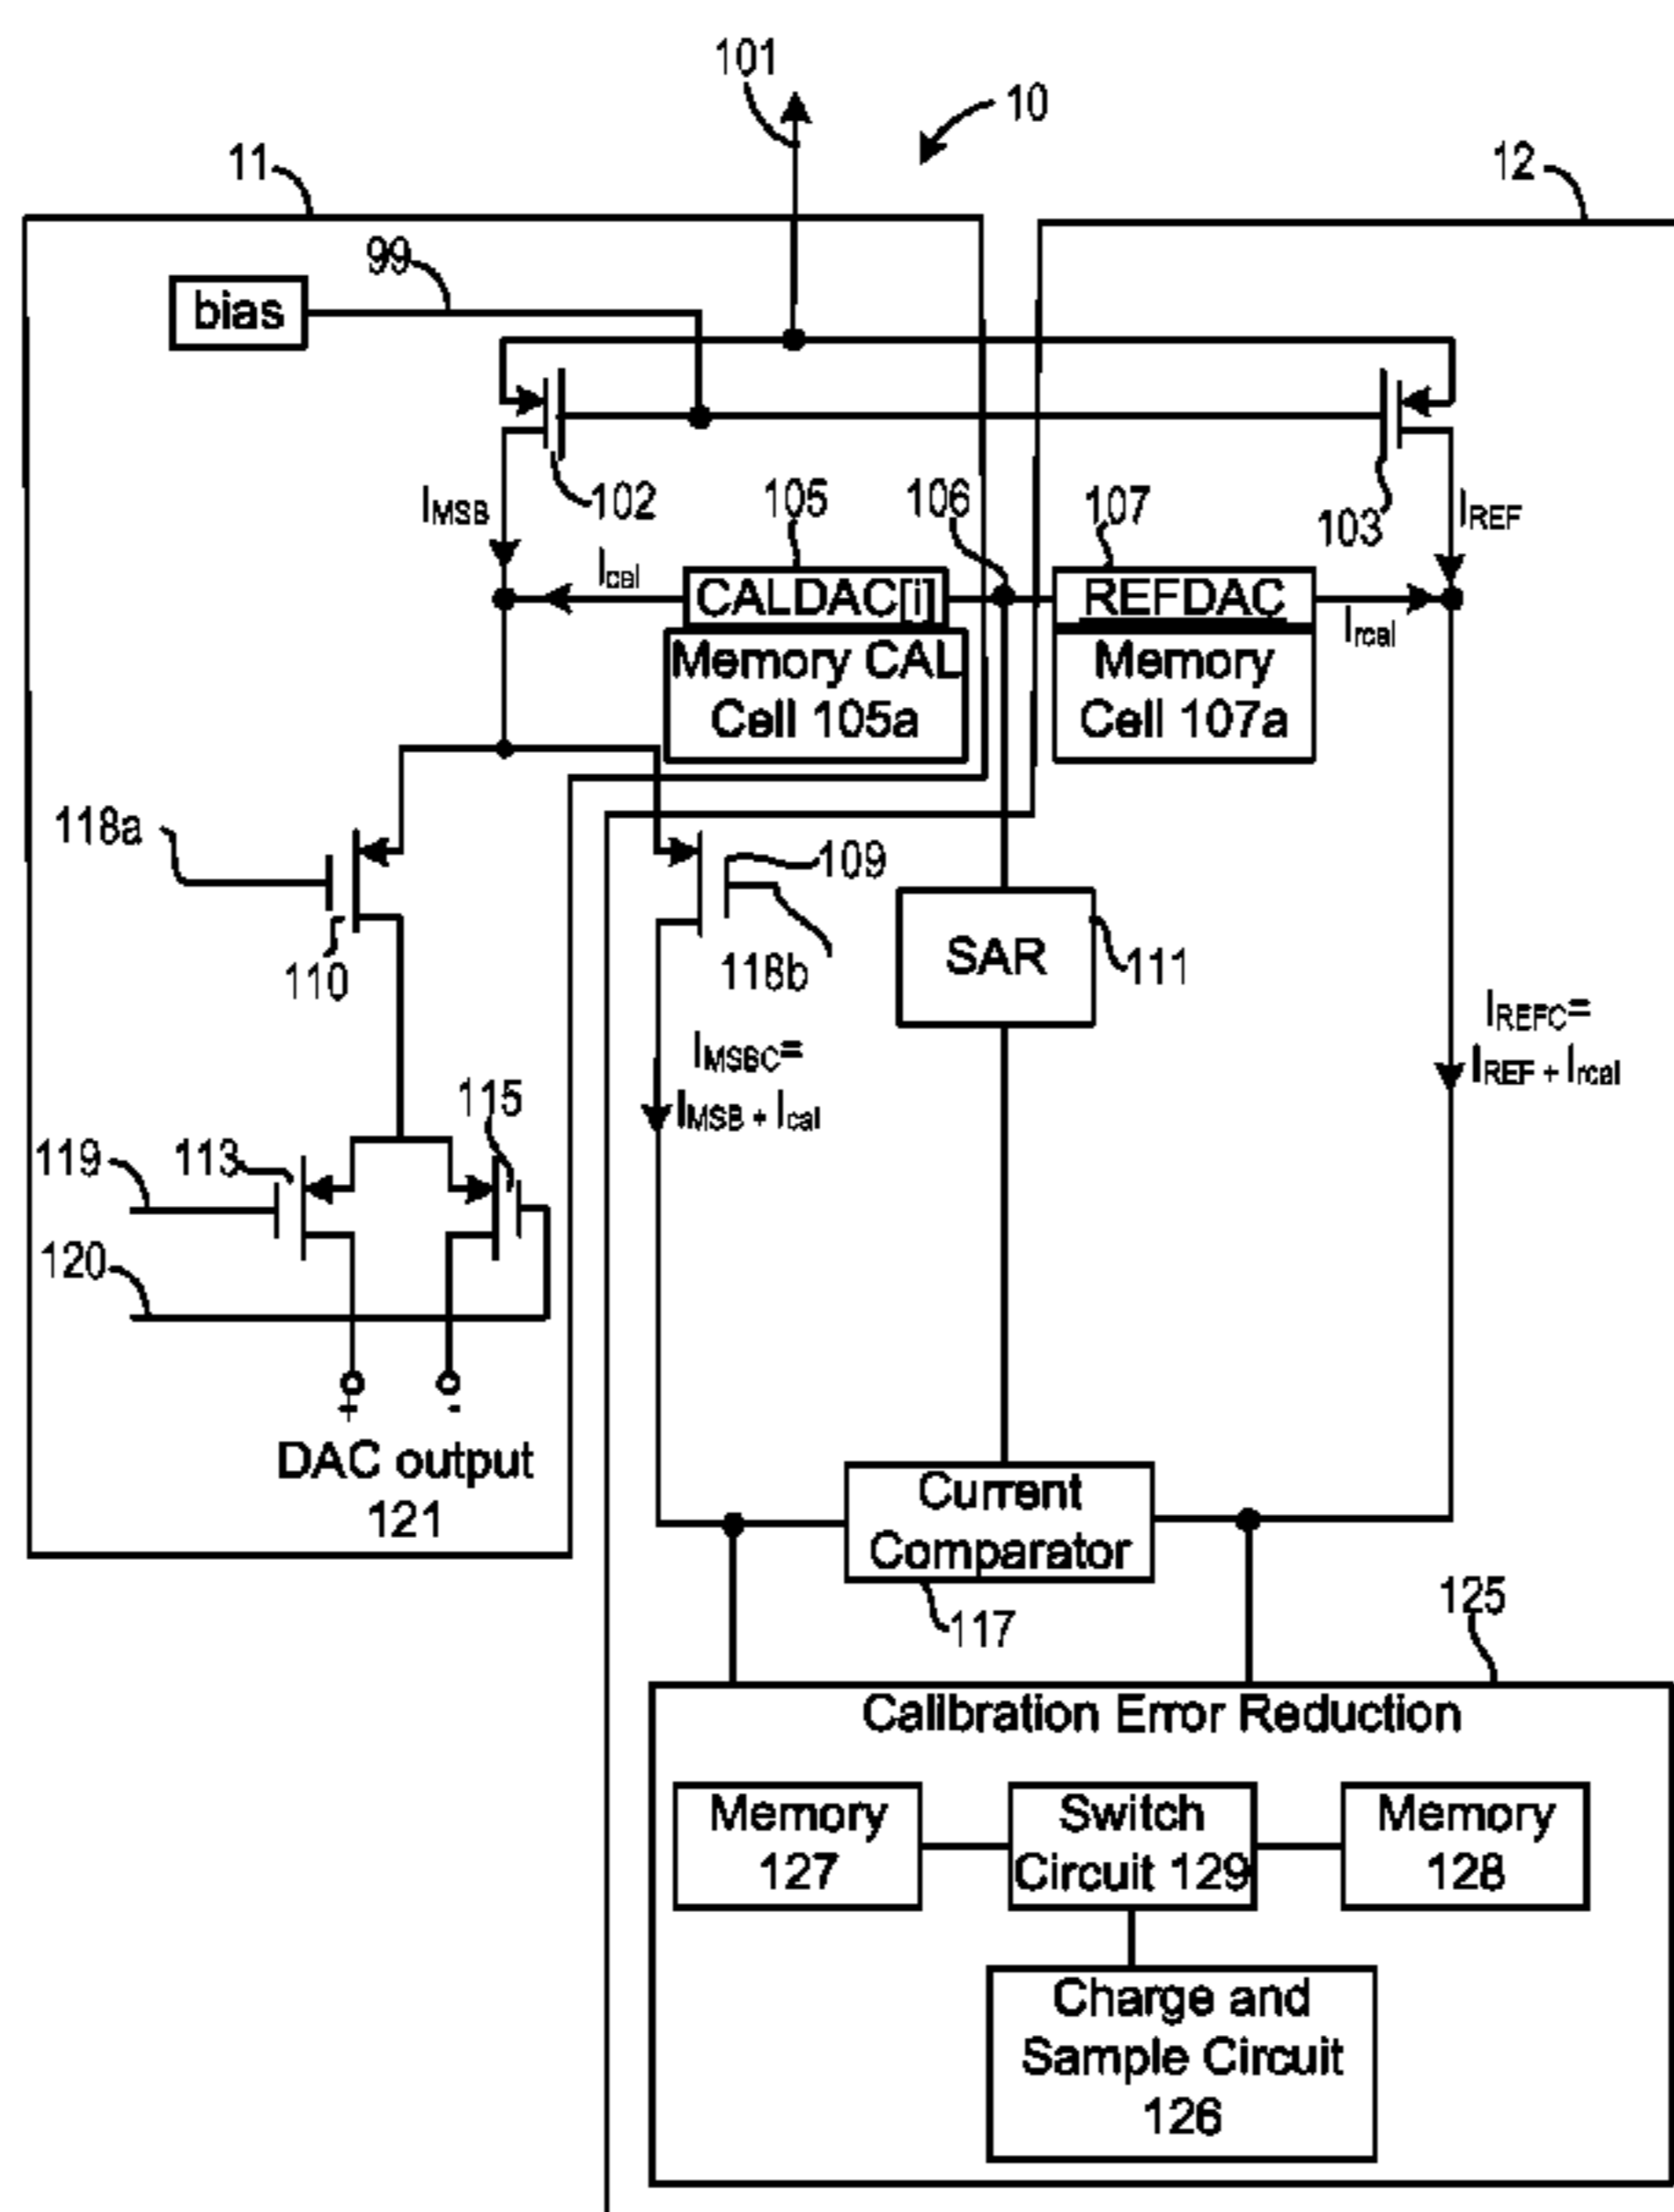 101
10
11
12
99
bias
102
105
106
107
103
IMSB
IREF
Ical
CALDAC[i]
REFDAC
Ircal
Memory CAL
Cell 105a
Memory
Cell 107a
118a
109
110
118b
SAR
111
IMSBC=
IMSB + Ical
IREFC=
IREF + Ircal
115
119
113
120
+
-
DAC output
121
Current
Comparator
117
125
Calibration Error Reduction
Memory
127
Switch
Circuit 129
Memory
128
Charge and
Sample Circuit
126